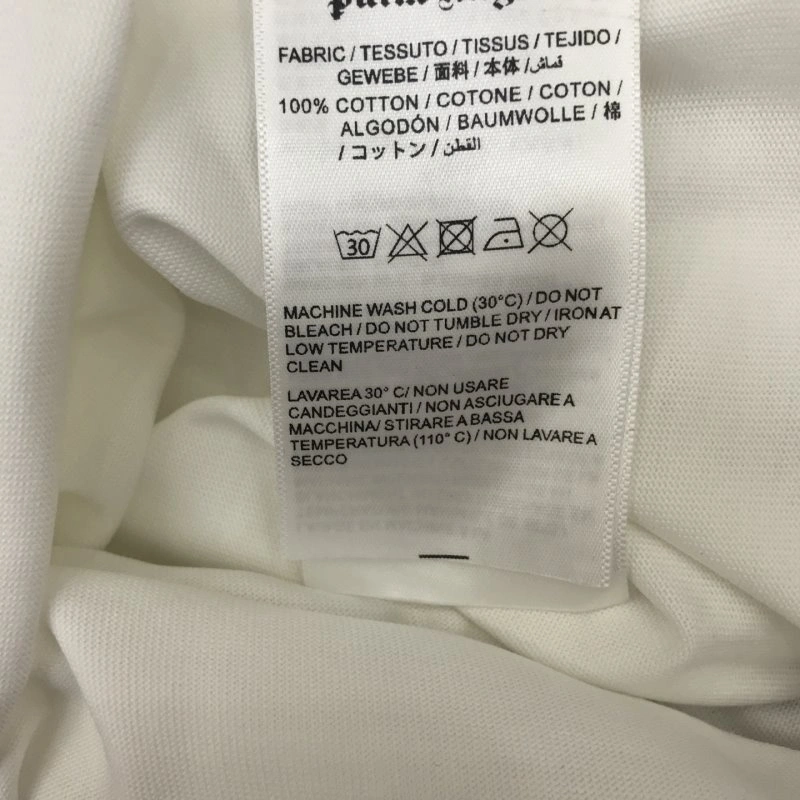 FABRIC / TESSUTO / TISSUS / TEJIDO /
GEWEBE / 面料 / 本体 / قماش
100% COTTON / COTONE / COTON /
ALGODÓN / BAUMWOLLE / 棉
/ コットン / القطن
30
MACHINE WASH COLD (30°C) / DO NOT
BLEACH / DO NOT TUMBLE DRY / IRON AT
LOW TEMPERATURE / DO NOT DRY
CLEAN
LAVAREA 30° C/ NON USARE
CANDEGGIANTI / NON ASCIUGARE A
MACCHINA/ STIRARE A BASSA
TEMPERATURA (110° C) / NON LAVARE A
SECCO